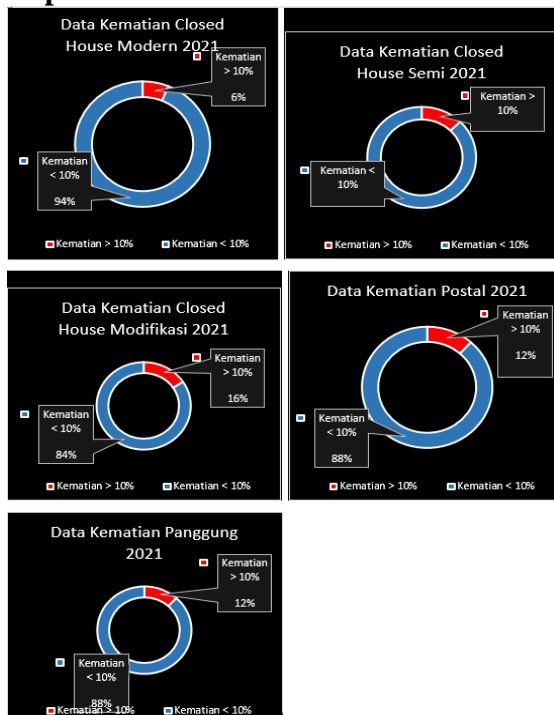 Data Kematian Closed
House Modern 2021
Kematian
> 10%
6%
Kematian
< 10%
94%
Kematian > 10% Kematian < 10%
Data Kematian Closed
House Semi 2021
Kematian >
10%
Kematian <
10%
Kematian > 10% Kematian < 10%
Data Kematian Closed
House Modifikasi 2021
Kematian
> 10%
16%
Kematian
< 10%
84%
Kematian > 10% Kematian < 10%
Data Kematian Postal 2021
Kematian
> 10%
12%
Kematian
< 10%
88%
Kematian > 10% Kematian < 10%
Data Kematian Panggung
2021
Kematian
> 10%
12%
Kematian
< 10%
88%
Kematian > 10% Kematian < 10%